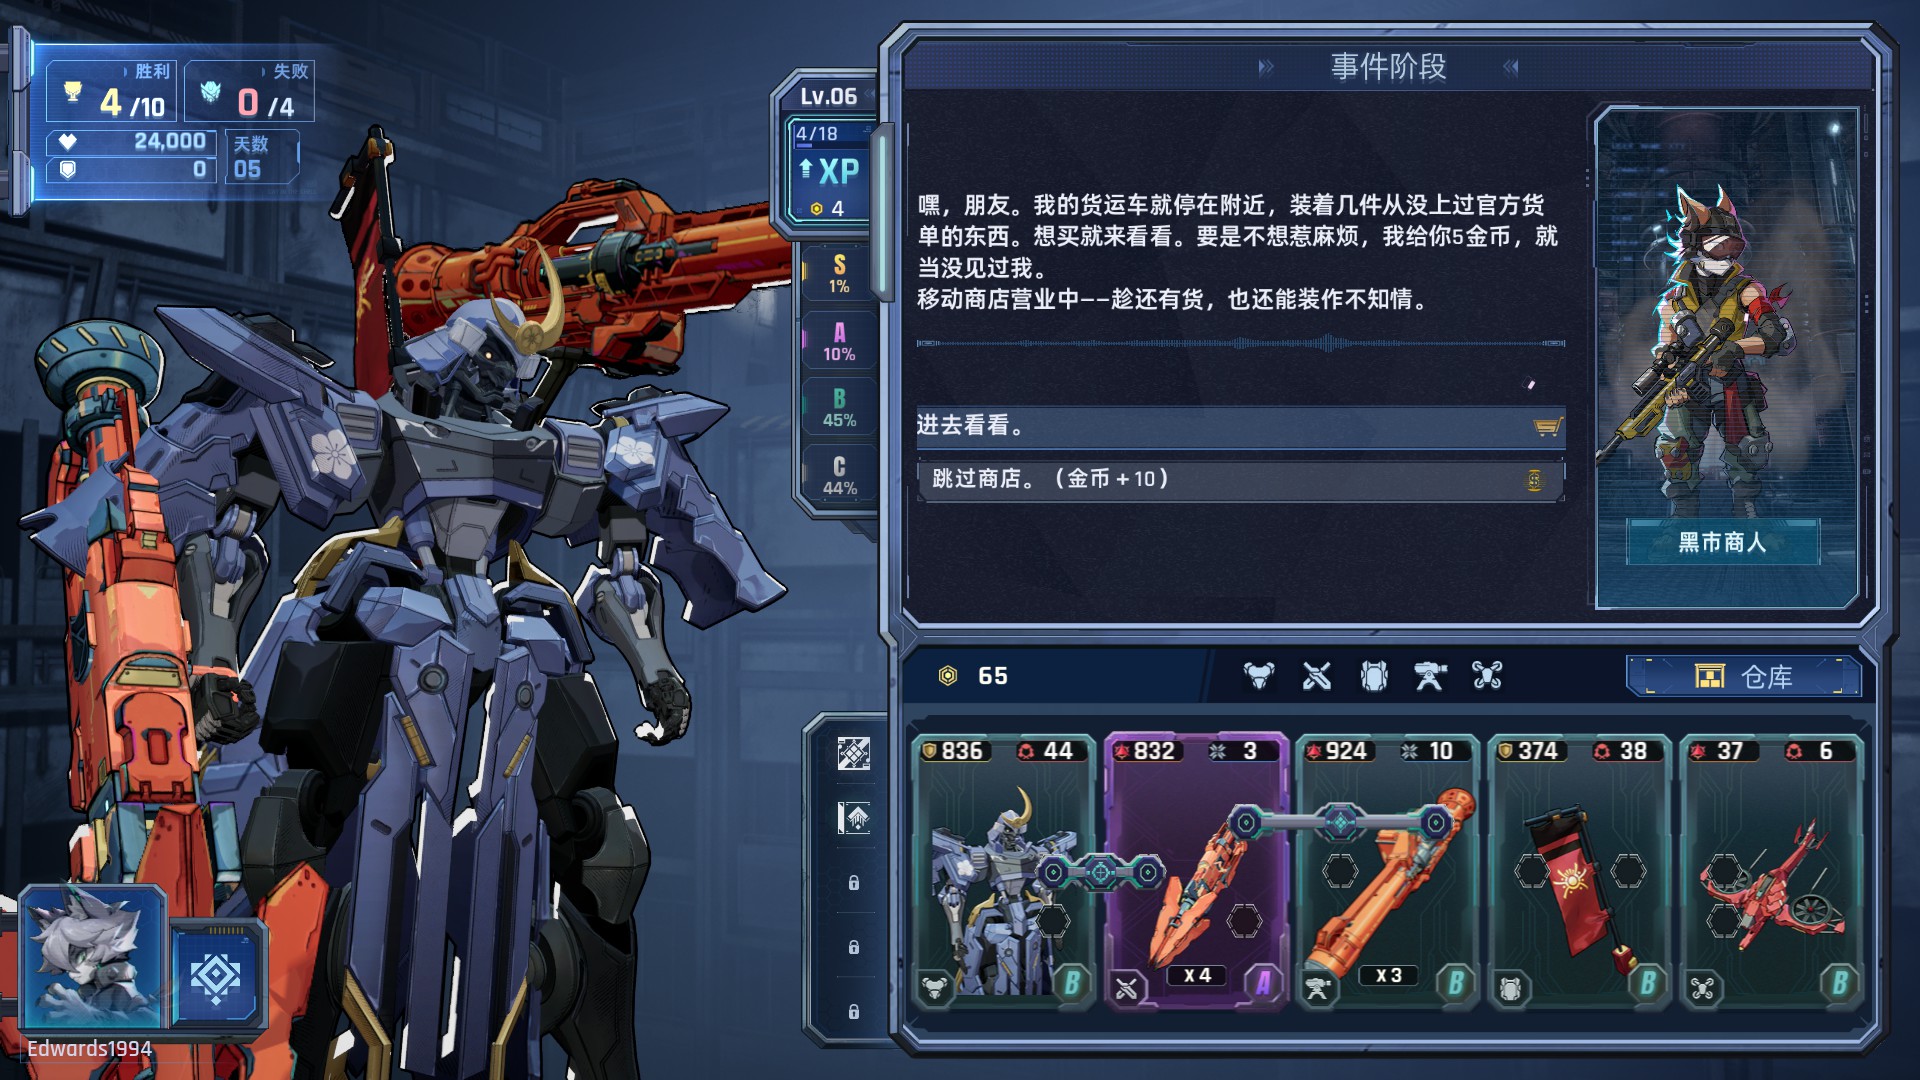 胜利
4/10
失败
0/4
24,000
0
天数
05
Lv.06
4/18
XP
4
S
1%
A
10%
B
45%
C
44%
事件阶段
嘿，朋友。我的货运车就停在附近，装着几件从没上过官方货
单的东西。想买就来看看。要是不想惹麻烦，我给你5金币，就
当没见过我。
移动商店营业中——趁还有货，也还能装作不知情。
进去看看。
跳过商店。（金币+10）
黑市商人
65
仓库
836 44
832 3
924 10
374 38
37 6
B
x4 A
x3 B
B
B
Edwards1994